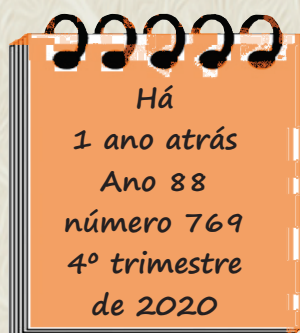 Há
1 ano atrás
Ano 88
número 769
4º trimestre
de 2020